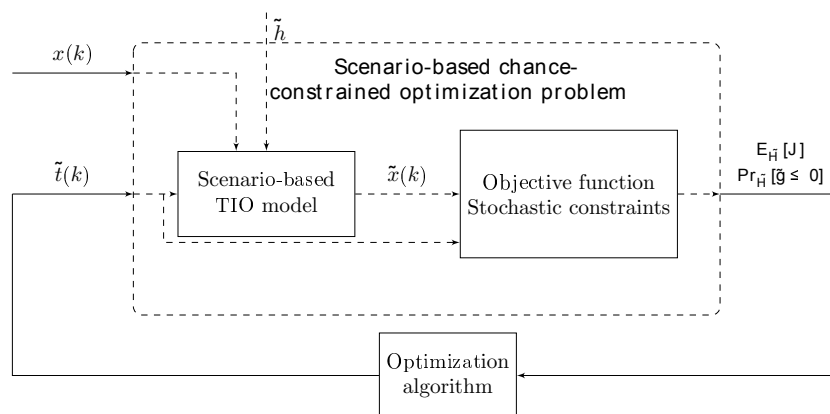 h̃
x(k)
Scenario-based chance-
constrained optimization problem
t̃(k)
Scenario-based
TIO model
x̃(k)
Objective function
Stochastic constraints
E_H̃ [J]
Pr_H̃ [g̃ ≤ 0]
Optimization
algorithm